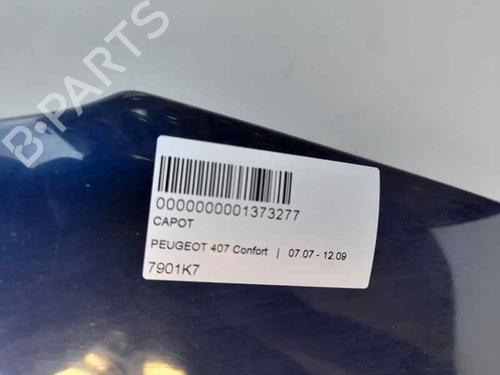 B-PARTS
0000000001373277
CAPOT
PEUGEOT 407 Confort | 07.07 - 12.09
7901K7